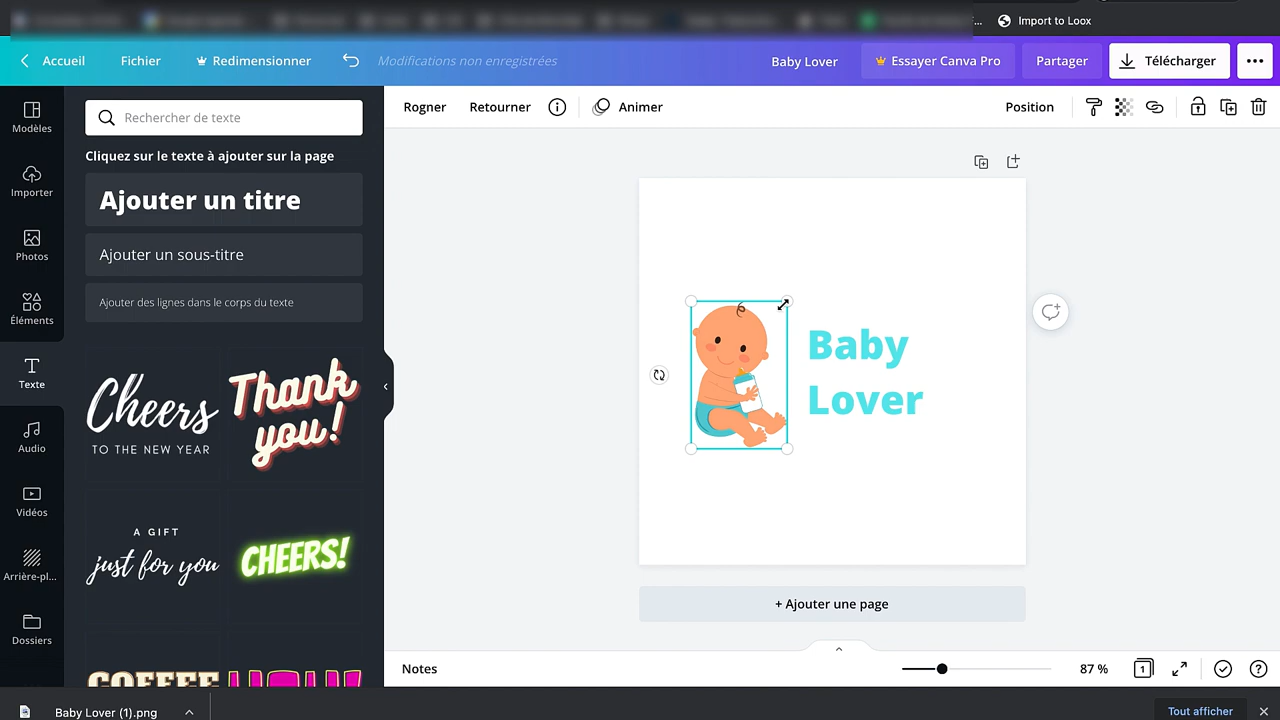 Import to Loox
Accueil
Fichier
Redimensionner
Modifications non enregistrées
Baby Lover
Essayer Canva Pro
Partager
Télécharger
Rogner
Retourner
Animer
Position
Modèles
Importer
Photos
Éléments
Texte
Audio
Vidéos
Arrière-pl...
Dossiers
Rechercher de texte
Cliquez sur le texte à ajouter sur la page
Ajouter un titre
Ajouter un sous-titre
Ajouter des lignes dans le corps du texte
Cheers
TO THE NEW YEAR
Thank
you!
A GIFT
just for you
CHEERS!
COFFEE
Baby
Lover
+ Ajouter une page
Notes
87 %
1
Baby Lover (1).png
Tout afficher